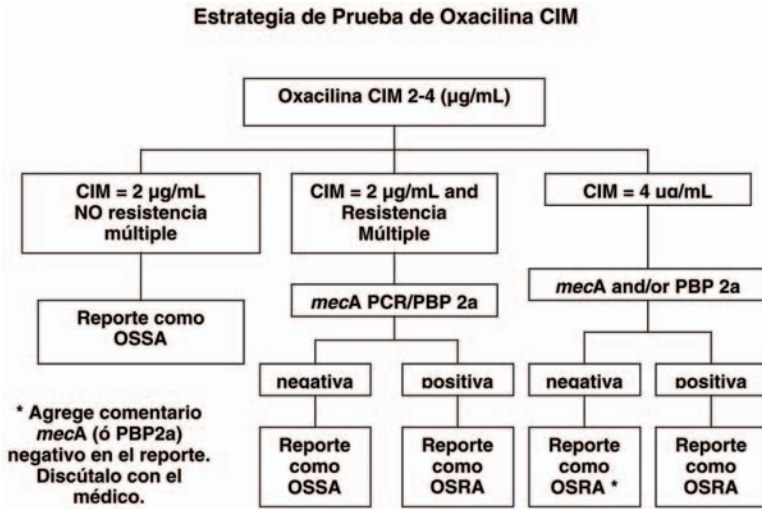 Estrategia de Prueba de Oxacilina CIM
Oxacilina CIM 2-4 (µg/mL)
CIM = 2 µg/mL
NO resistencia
múltiple
CIM = 2 µg/mL and
Resistencia
Múltiple
CIM = 4 µg/mL
Reporte como
OSSA
mecA PCR/PBP 2a
mecA and/or PBP 2a
negativa
positiva
negativa
positiva
Reporte
como
OSSA
Reporte
como
OSRA
Reporte
como
OSRA *
Reporte
como
OSRA
* Agrege comentario
mecA (ó PBP2a)
negativo en el reporte.
Discútalo con el
médico.